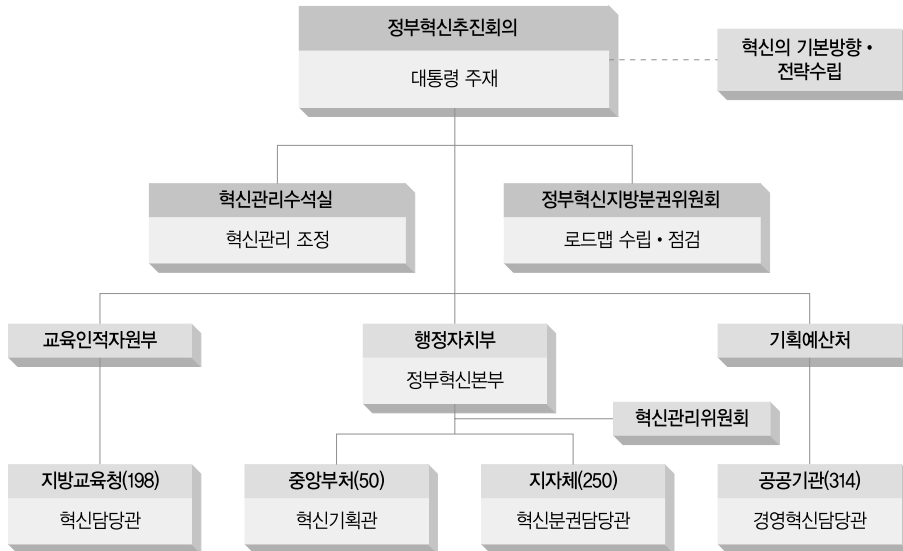 정부혁신추진회의
대통령 주재
혁신의 기본방향·
전략수립
혁신관리수석실
혁신관리 조정
정부혁신지방분권위원회
로드맵 수립·점검
교육인적자원부
행정자치부
정부혁신본부
기획예산처
혁신관리위원회
지방교육청(198)
혁신담당관
중앙부처(50)
혁신기획관
지자체(250)
혁신분권담당관
공공기관(314)
경영혁신담당관